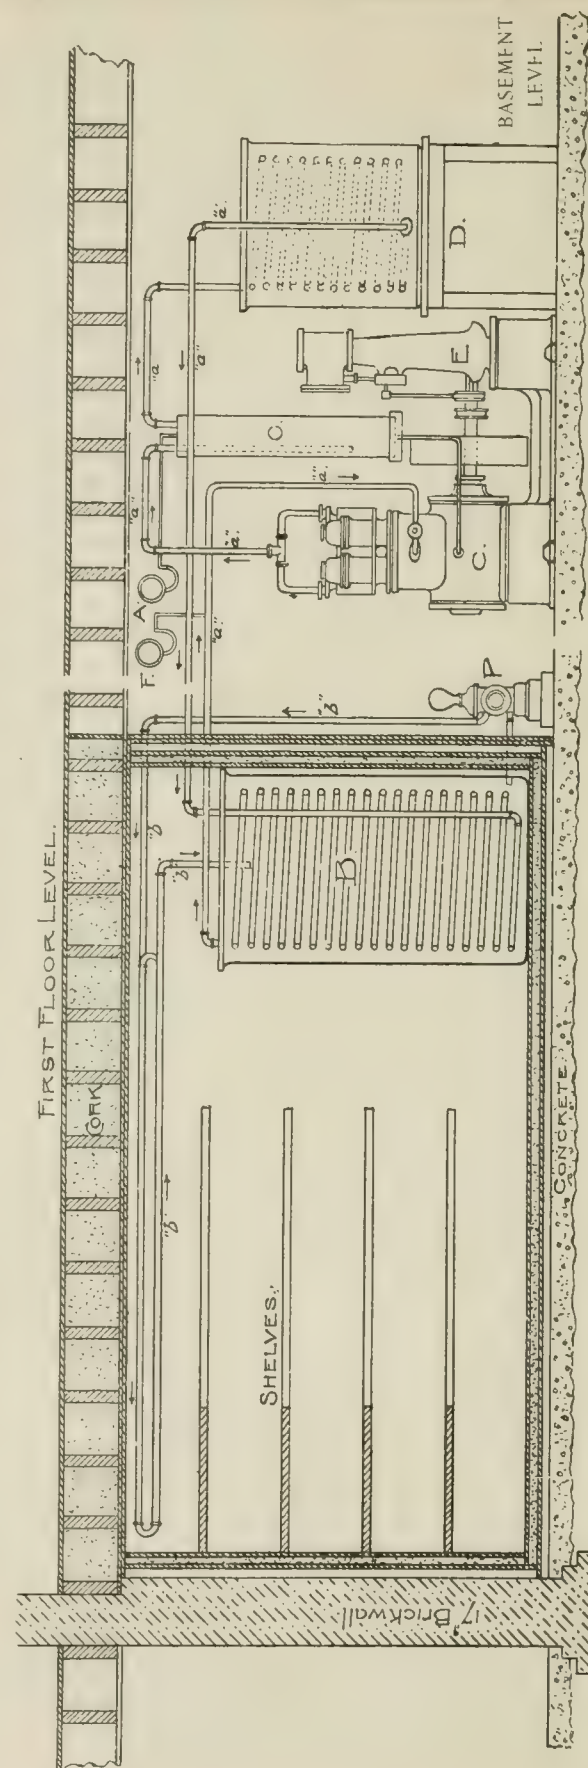 FIRST FLOOR LEVEL.
CORK
SHELVES.
17" Brickwall
CONCRETE
BASEMENT
LEVEL
"b"
"b"
"b"
"b"
D
F.
A.
P
"a"
"a"
"a"
"a"
"a"
"a"
"a"
C.
C.
E
D.